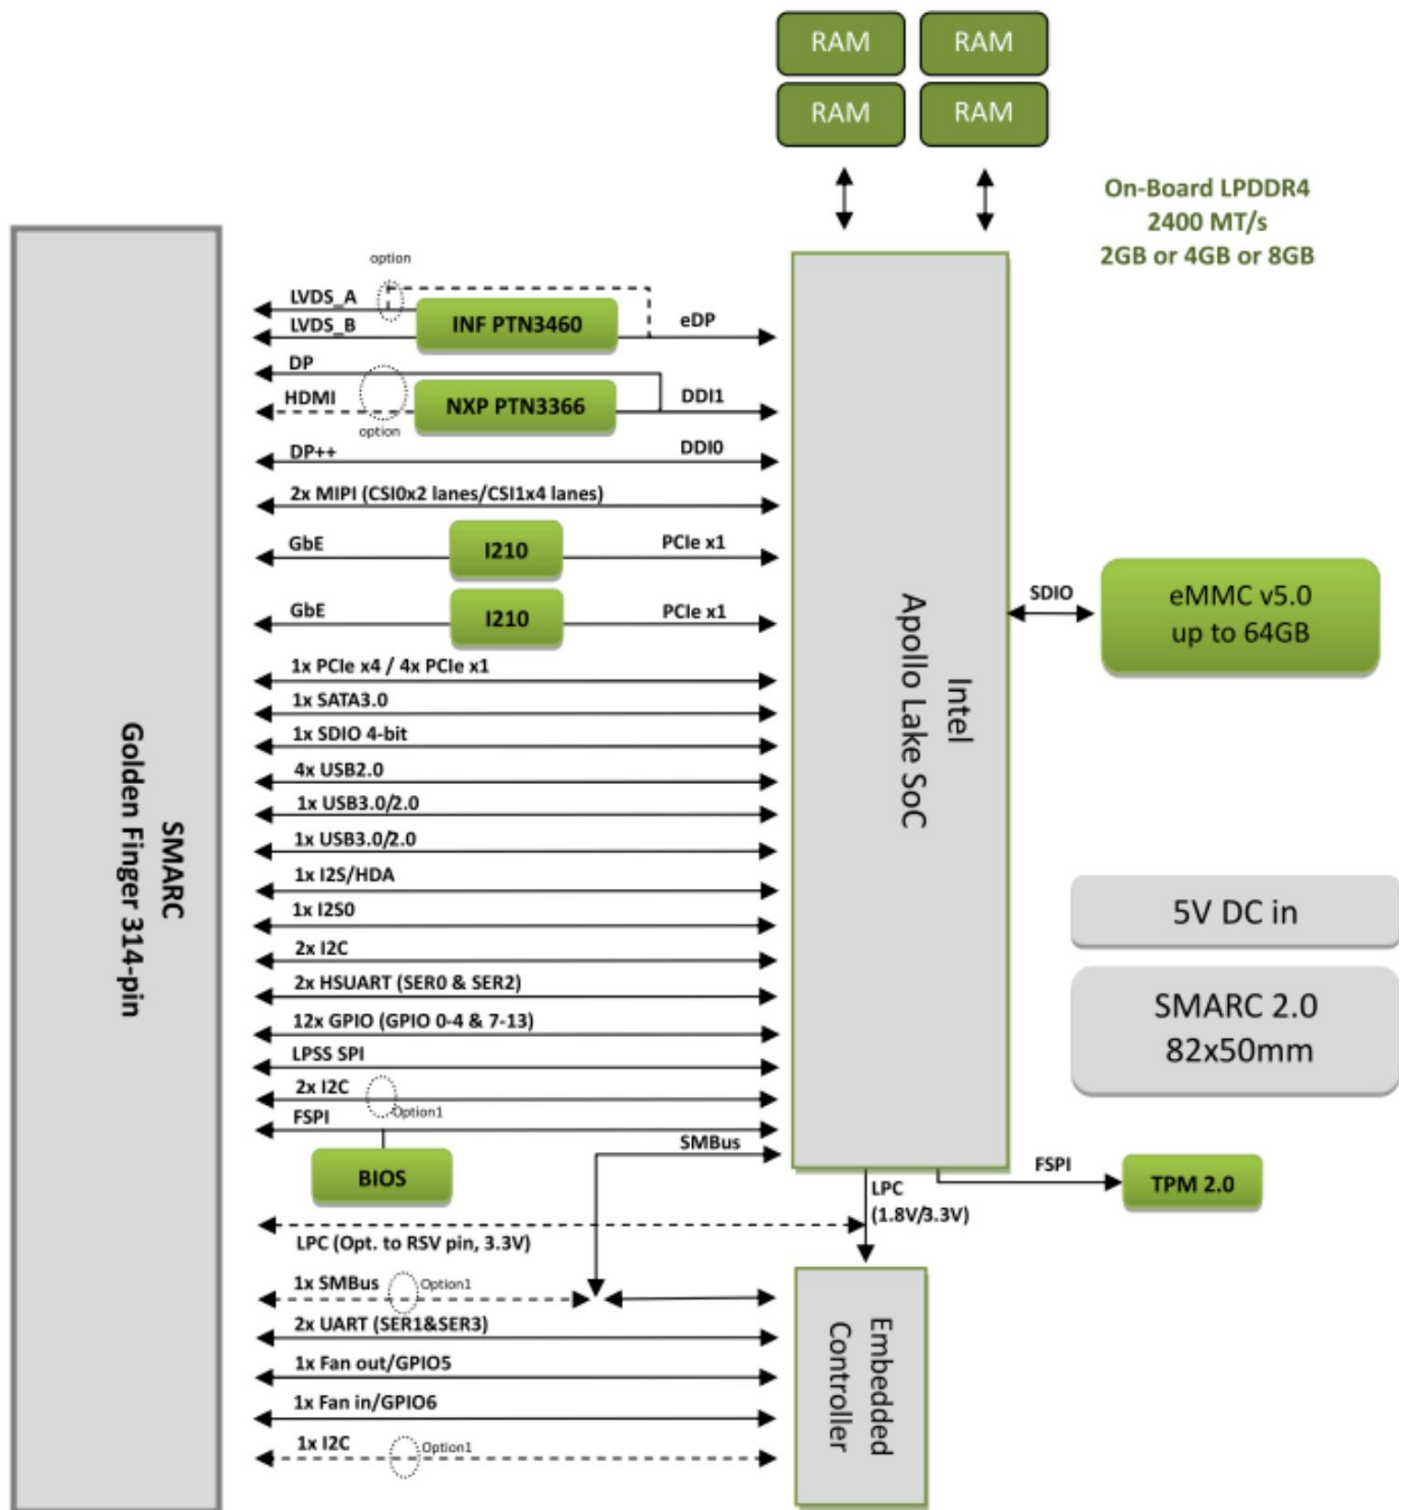 RAM
RAM
RAM
RAM
On-Board LPDDR4
2400 MT/s
2GB or 4GB or 8GB
option
LVDS_A
LVDS_B
INF PTN3460
eDP
DP
HDMI
NXP PTN3366
DDI1
option
DP++
DDI0
2x MIPI (CSI0x2 lanes/CSI1x4 lanes)
GbE
I210
PCIe x1
GbE
I210
PCIe x1
1x PCIe x4 / 4x PCIe x1
1x SATA3.0
1x SDIO 4-bit
4x USB2.0
1x USB3.0/2.0
1x USB3.0/2.0
1x I2S/HDA
1x I2S0
2x I2C
2x HSUART (SER0 & SER2)
12x GPIO (GPIO 0-4 & 7-13)
LPSS SPI
2x I2C
Option1
FSPI
BIOS
SMBus
SMARC
Golden Finger 314-pin
Intel
Apollo Lake SoC
SDIO
eMMC v5.0
up to 64GB
5V DC in
SMARC 2.0
82x50mm
FSPI
TPM 2.0
LPC
(1.8V/3.3V)
LPC (Opt. to RSV pin, 3.3V)
1x SMBus
Option1
2x UART (SER1&SER3)
1x Fan out/GPIO5
1x Fan in/GPIO6
1x I2C
Option1
Embedded
Controller